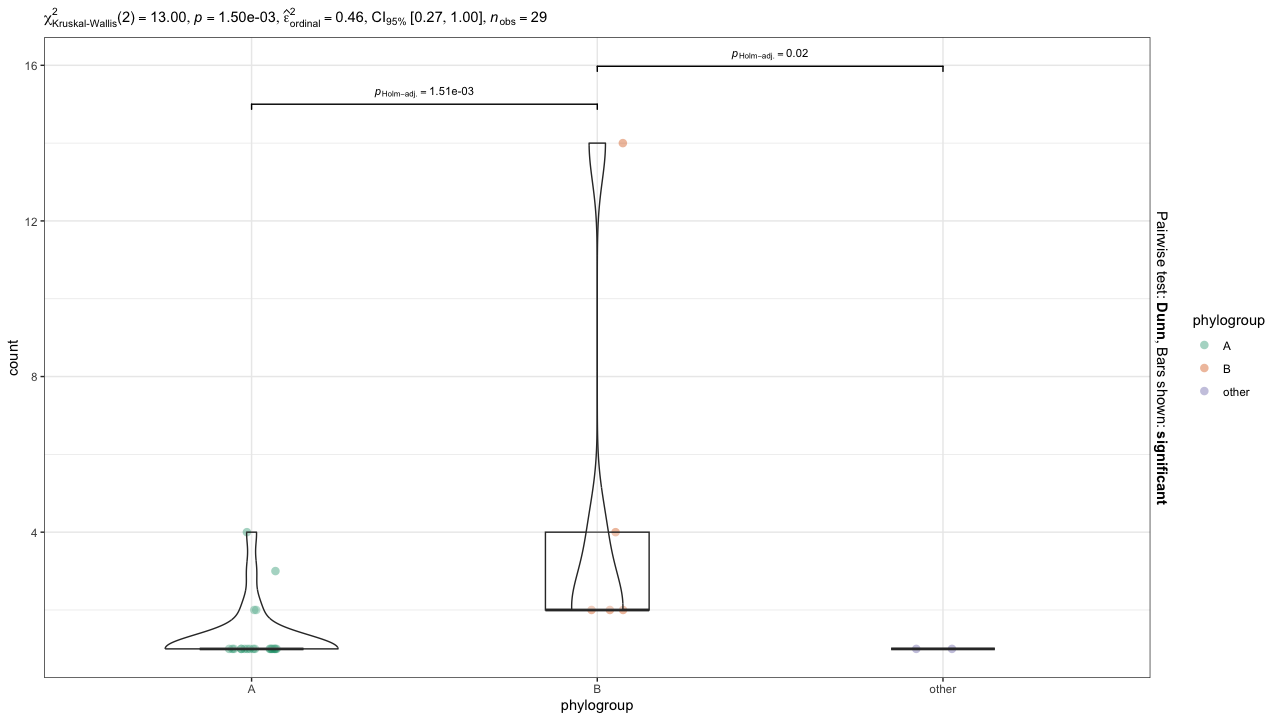 χ²Kruskal-Wallis(2) = 13.00, p = 1.50e-03, ε̂²ordinal = 0.46, CI95% [0.27, 1.00], nobs = 29
pHolm−adj. = 0.02
pHolm−adj. = 1.51e-03
16
12
8
4
count
A
B
other
phylogroup
Pairwise test: Dunn, Bars shown: significant
phylogroup
A
B
other